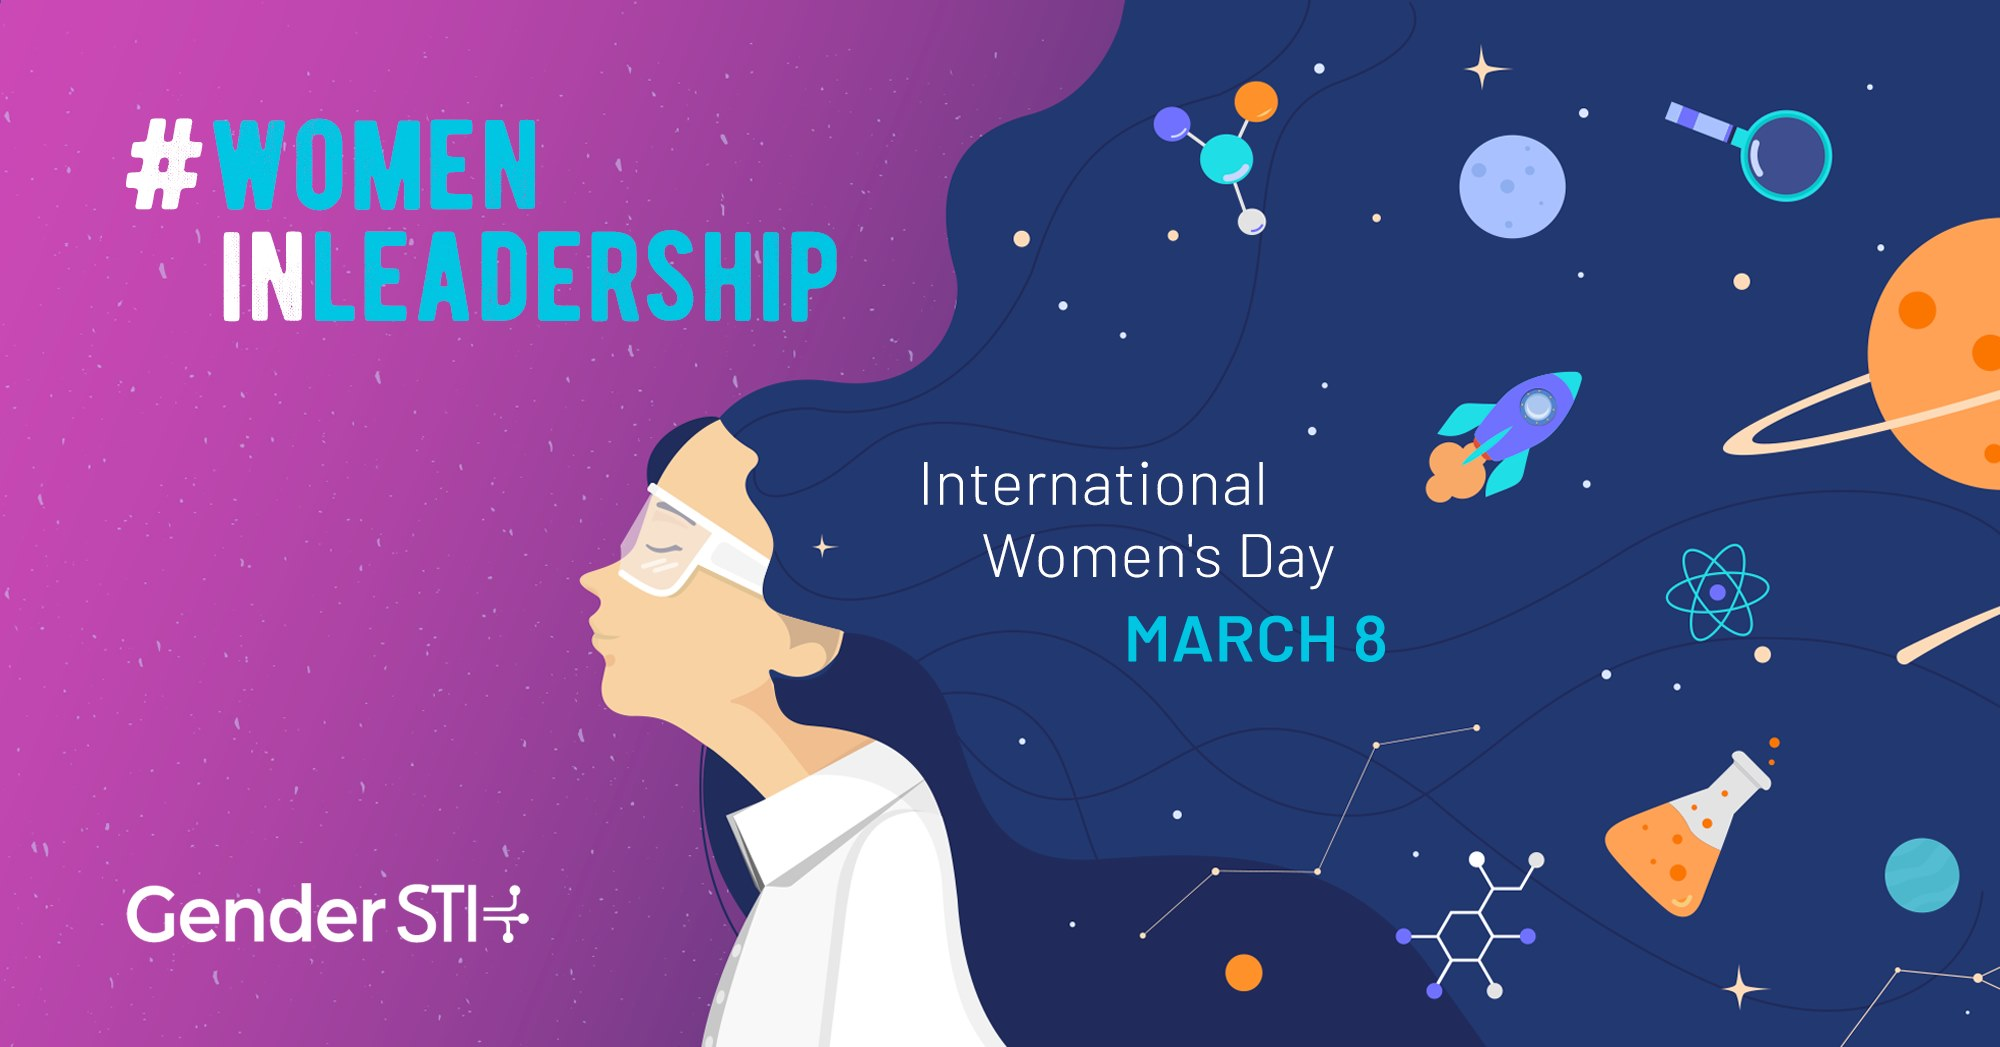 #WOMEN
INLEADERSHIP
International
Women's Day
MARCH 8
Gender STI